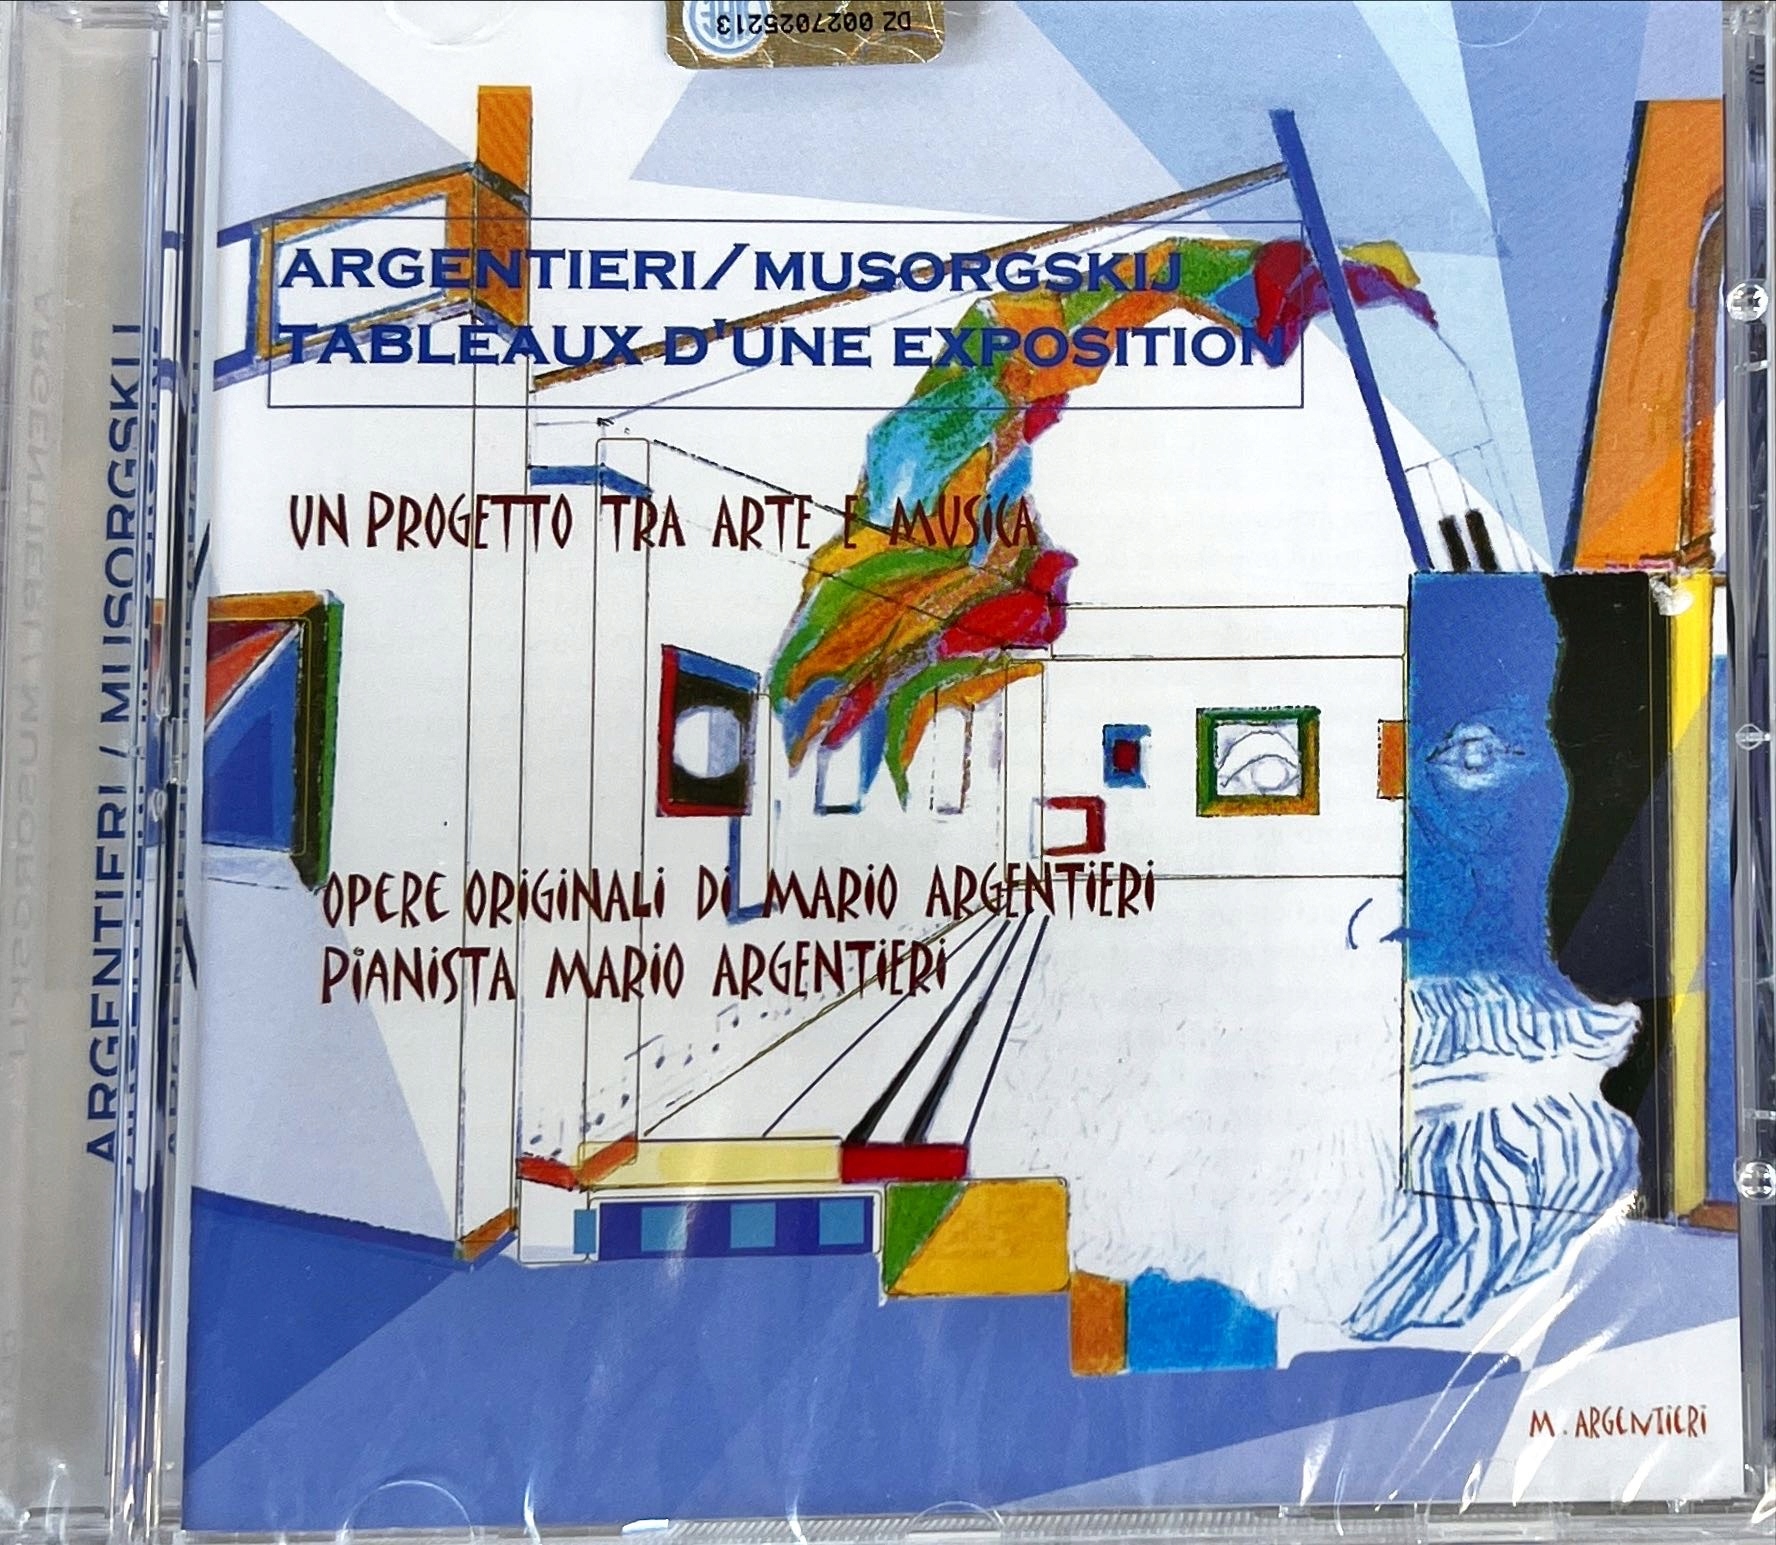 DZ 0027025213
ARGENTIERI/MUSORGSKIJ
TABLEAUX D'UNE EXPOSITION
UN PROGETTO TRA ARTE E MUSICA
OPERE ORIGINALI DI MARIO ARGENTIERI
PIANISTA MARIO ARGENTIERI
M. ARGENTIERI
ARGENTIERI / MUSORGSKIJ